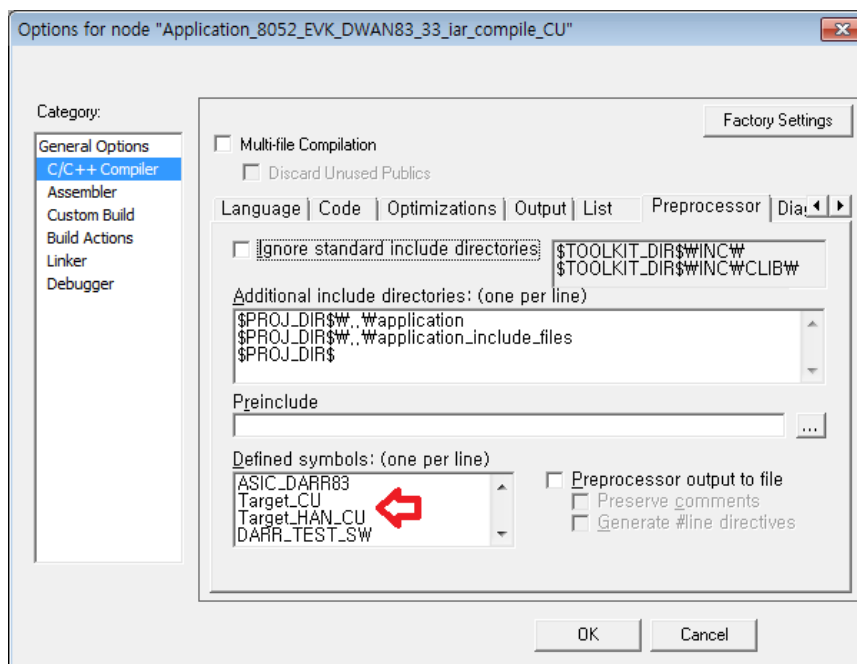 Options for node "Application_8052_EVK_DWAN83_33_iar_compile_CU"
Category:
General Options
C/C++ Compiler
Assembler
Custom Build
Build Actions
Linker
Debugger
Factory Settings
Multi-file Compilation
Discard Unused Publics
Language
Code
Optimizations
Output
List
Preprocessor
Dia
Ignore standard include directories
$TOOLKIT_DIR$₩INC₩
$TOOLKIT_DIR$₩INC₩CLIB₩
Additional include directories: (one per line)
$PROJ_DIR$₩..₩application
$PROJ_DIR$₩..₩application_include_files
$PROJ_DIR$
Preinclude
...
Defined symbols: (one per line)
ASIC_DARR83
Target_CU
Target_HAN_CU
DARR_TEST_SW
Preprocessor output to file
Preserve comments
Generate #line directives
OK
Cancel